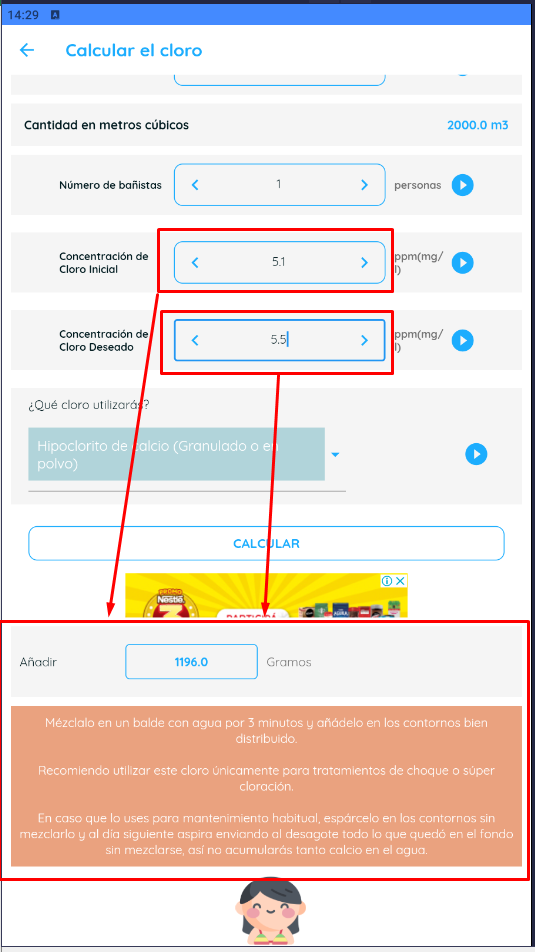 14:29 A
Calcular el cloro
Cantidad en metros cúbicos 2000.0 m3
Número de bañistas 1 personas
Concentración de
Cloro Inicial
5.1
ppm(mg/
l)
Concentración de
Cloro Deseado
5.5
ppm(mg/
l)
¿Qué cloro utilizarás?
Hipoclorito de calcio (Granulado o en
polvo)
CALCULAR
PROMO
Nestlé
3
PARTICIPÁ
Añadir 1196.0 Gramos
Mézclalo en un balde con agua por 3 minutos y añádelo en los contornos bien
distribuido.
Recomiendo utilizar este cloro únicamente para tratamientos de choque o súper
cloración.
En caso que lo uses para mantenimiento habitual, espárcelo en los contornos sin
mezclarlo y al día siguiente aspira enviando al desagote todo lo que quedó en el fondo
sin mezclarse, así no acumularás tanto calcio en el agua.